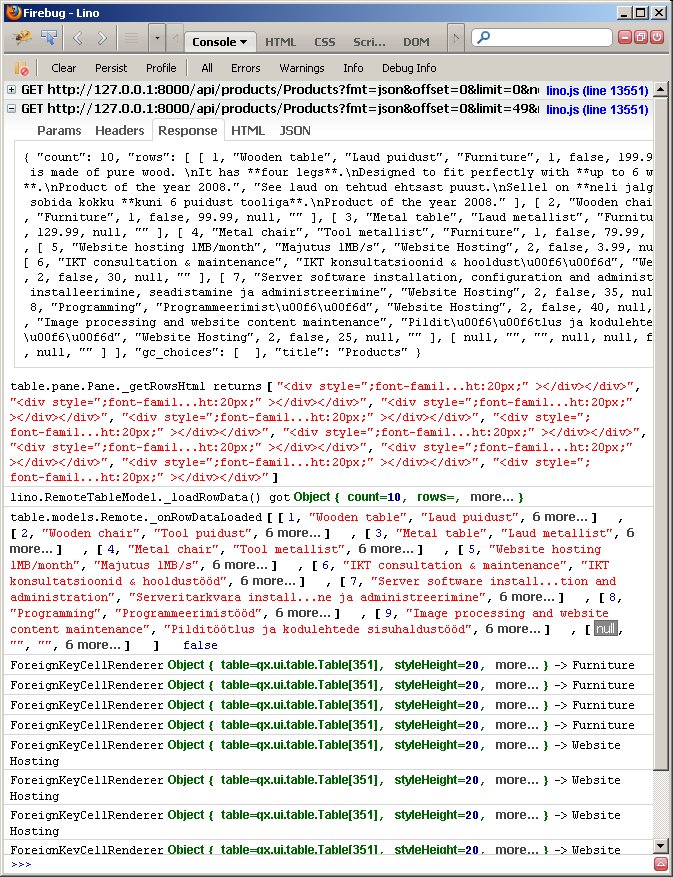 Firebug - Lino
Console HTML CSS Scri... DOM
Clear Persist Profile All Errors Warnings Info Debug Info
GET http://127.0.0.1:8000/api/products/Products?fmt=json&offset=0&limit=0&n lino.js (line 13551)
GET http://127.0.0.1:8000/api/products/Products?fmt=json&offset=0&limit=49& lino.js (line 13551)
Params Headers Response HTML JSON
{ "count": 10, "rows": [ [ 1, "Wooden table", "Laud puidust", "Furniture", 1, false, 199.9
is made of pure wood. \nIt has **four legs**.\nDesigned to fit perfectly with **up to 6 w
**.\nProduct of the year 2008.", "See laud on tehtud ehtsast puust.\nSellel on **neli jalg
sobida kokku **kuni 6 puidust tooliga**.\nProduct of the year 2008." ], [ 2, "Wooden chai
, "Furniture", 1, false, 99.99, null, "" ], [ 3, "Metal table", "Laud metallist", "Furnitu
, 129.99, null, "" ], [ 4, "Metal chair", "Tool metallist", "Furniture", 1, false, 79.99,
, [ 5, "Website hosting 1MB/month", "Majutus 1MB/s", "Website Hosting", 2, false, 3.99, nu
[ 6, "IKT consultation & maintenance", "IKT konsultatsioonid & hooldust\u00f6\u00f6d", "We
, 2, false, 30, null, "" ], [ 7, "Server software installation, configuration and administ
installeerimine, seadistamine ja administreerimine", "Website Hosting", 2, false, 35, null
8, "Programming", "Programmeerimist\u00f6\u00f6d", "Website Hosting", 2, false, 40, null,
, "Image processing and website content maintenance", "Pildit\u00f6\u00f6tlus ja kodulehte
\u00f6\u00f6d", "Website Hosting", 2, false, 25, null, "" ], [ null, "", "", null, null, f
, null, "" ] ], "gc_choices": [  ], "title": "Products" }
table.pane.Pane._getRowsHtml returns ["<div style=";font-famil...ht:20px;" ></div></div>",
"<div style=";font-famil...ht:20px;" ></div></div>", "<div style=";font-famil...ht:20px;"
></div></div>", "<div style=";font-famil...ht:20px;" ></div></div>", "<div style=";
font-famil...ht:20px;" ></div></div>", "<div style=";font-famil...ht:20px;" ></div></div>",
"<div style=";font-famil...ht:20px;" ></div></div>", "<div style=";font-famil...ht:20px;"
></div></div>", "<div style=";font-famil...ht:20px;" ></div></div>", "<div style=";
font-famil...ht:20px;" ></div></div>"]
lino.RemoteTableModel._loadRowData() got Object { count=10, rows=, more... }
table.models.Remote._onRowDataLoaded [ [ 1, "Wooden table", "Laud puidust", 6 more... ] ,
[ 2, "Wooden chair", "Tool puidust", 6 more... ] , [ 3, "Metal table", "Laud metallist", 6
more... ] , [ 4, "Metal chair", "Tool metallist", 6 more... ] , [ 5, "Website hosting
1MB/month", "Majutus 1MB/s", 6 more... ] , [ 6, "IKT consultation & maintenance", "IKT
konsultatsioonid & hooldustööd", 6 more... ] , [ 7, "Server software install...tion and
administration", "Serveritarkvara install...ne ja administreerimine", 6 more... ] , [ 8,
"Programming", "Programmeerimistööd", 6 more... ] , [ 9, "Image processing and website
content maintenance", "Pilditöötlus ja kodulehtede sisuhaldustööd", 6 more... ] , [ null,
"", "", 6 more... ] ] false
ForeignKeyCellRenderer Object { table=qx.ui.table.Table[351], styleHeight=20, more... } -> Furniture
ForeignKeyCellRenderer Object { table=qx.ui.table.Table[351], styleHeight=20, more... } -> Furniture
ForeignKeyCellRenderer Object { table=qx.ui.table.Table[351], styleHeight=20, more... } -> Furniture
ForeignKeyCellRenderer Object { table=qx.ui.table.Table[351], styleHeight=20, more... } -> Furniture
ForeignKeyCellRenderer Object { table=qx.ui.table.Table[351], styleHeight=20, more... } -> Website
Hosting
ForeignKeyCellRenderer Object { table=qx.ui.table.Table[351], styleHeight=20, more... } -> Website
Hosting
ForeignKeyCellRenderer Object { table=qx.ui.table.Table[351], styleHeight=20, more... } -> Website
Hosting
ForeignKeyCellRenderer Object { table=qx.ui.table.Table[351], styleHeight=20, more... } -> Website
>>>